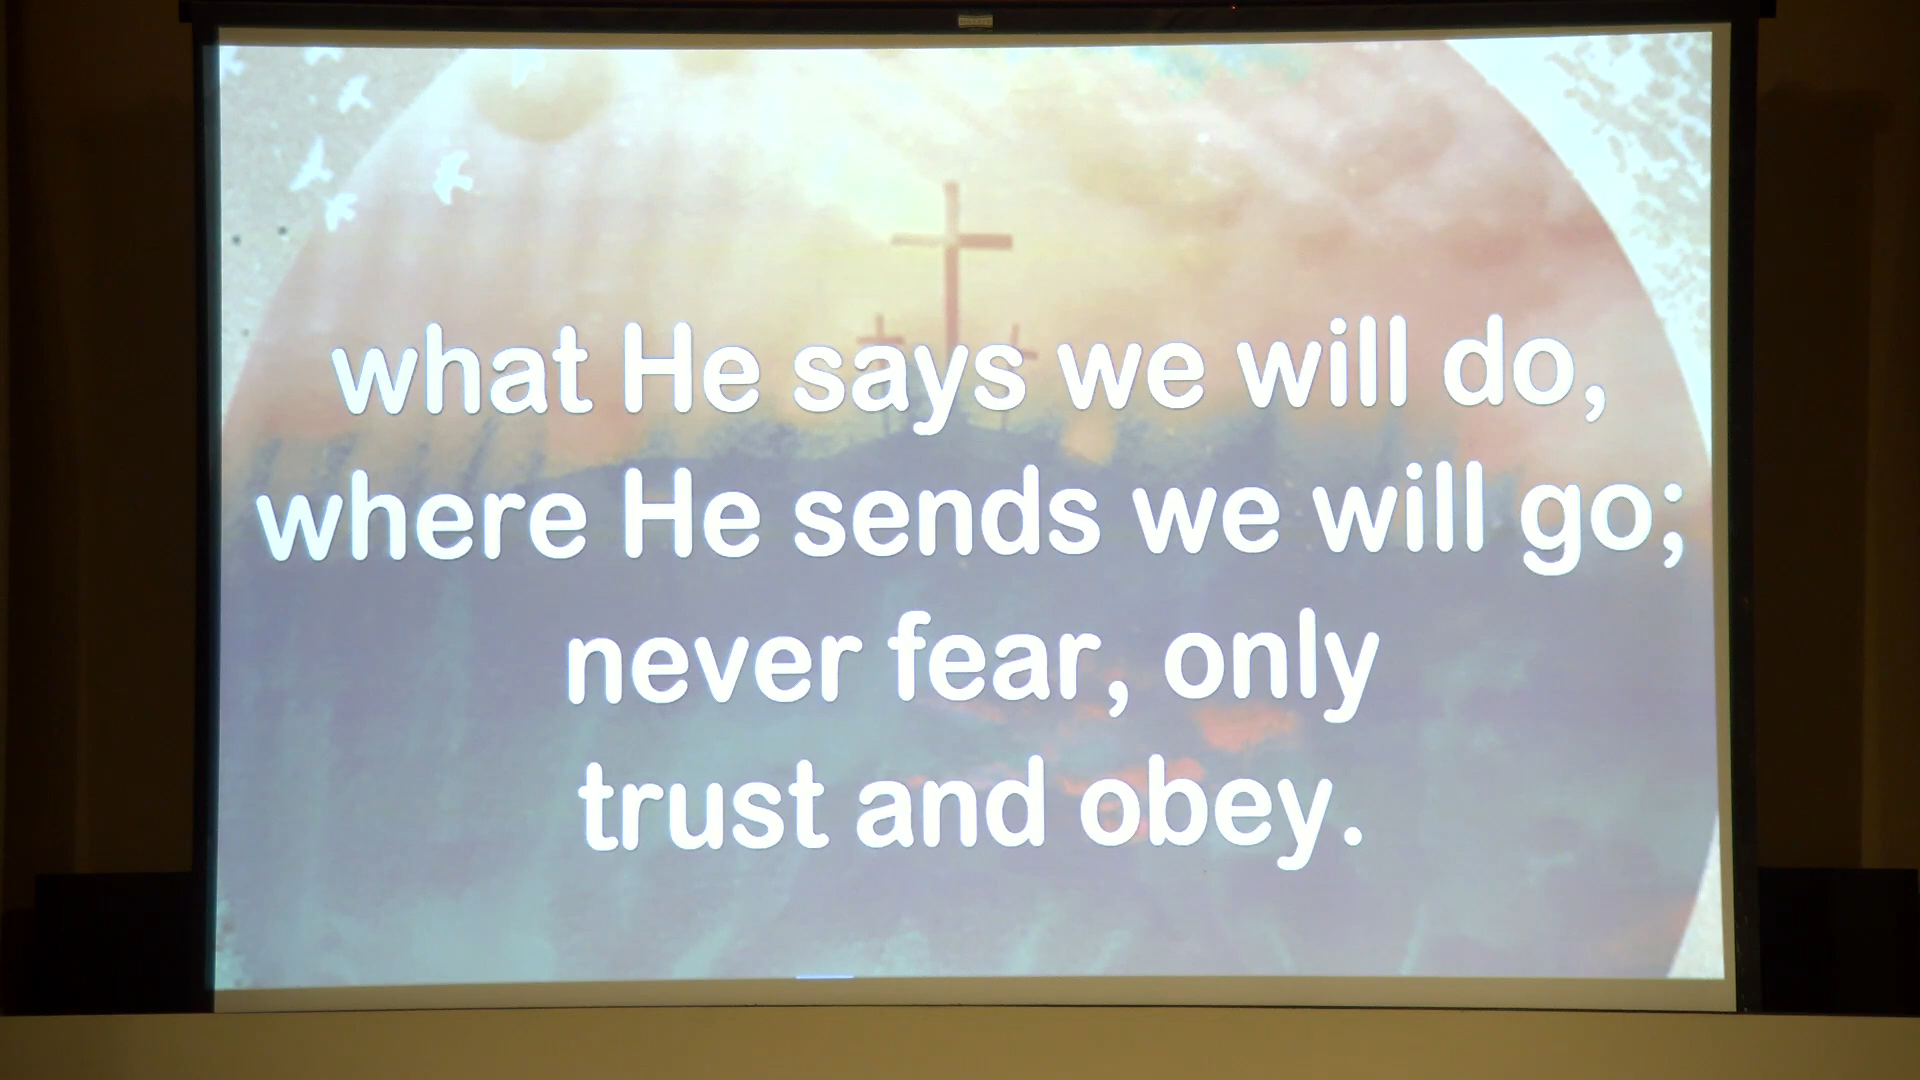 what He says we will do,
where He sends we will go;
never fear, only
trust and obey.